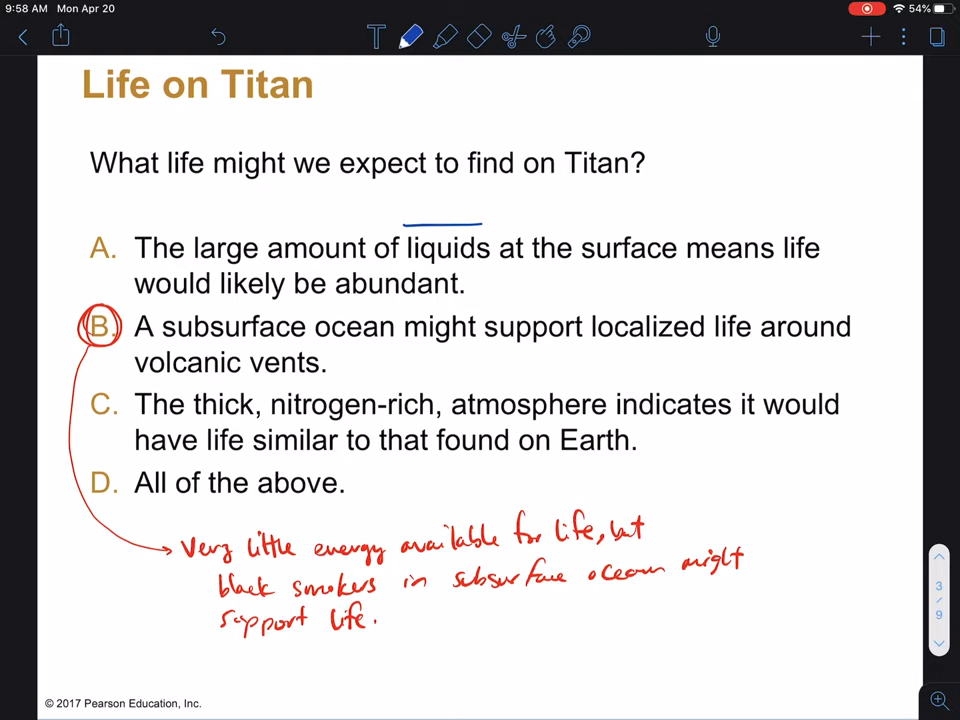 9:58 AM Mon Apr 20
54%
Life on Titan
What life might we expect to find on Titan?
A. The large amount of liquids at the surface means life
would likely be abundant.
B. A subsurface ocean might support localized life around
volcanic vents.
C. The thick, nitrogen-rich, atmosphere indicates it would
have life similar to that found on Earth.
D. All of the above.
Very little energy available for life, but
black smokers in subsurface ocean might
support life.
3
/
9
© 2017 Pearson Education, Inc.